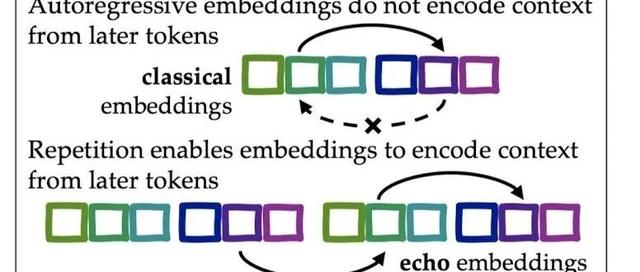 Autoregressive embeddings do not encode context
from later tokens
classical
embeddings
Repetition enables embeddings to encode context
from later tokens
echo embeddings